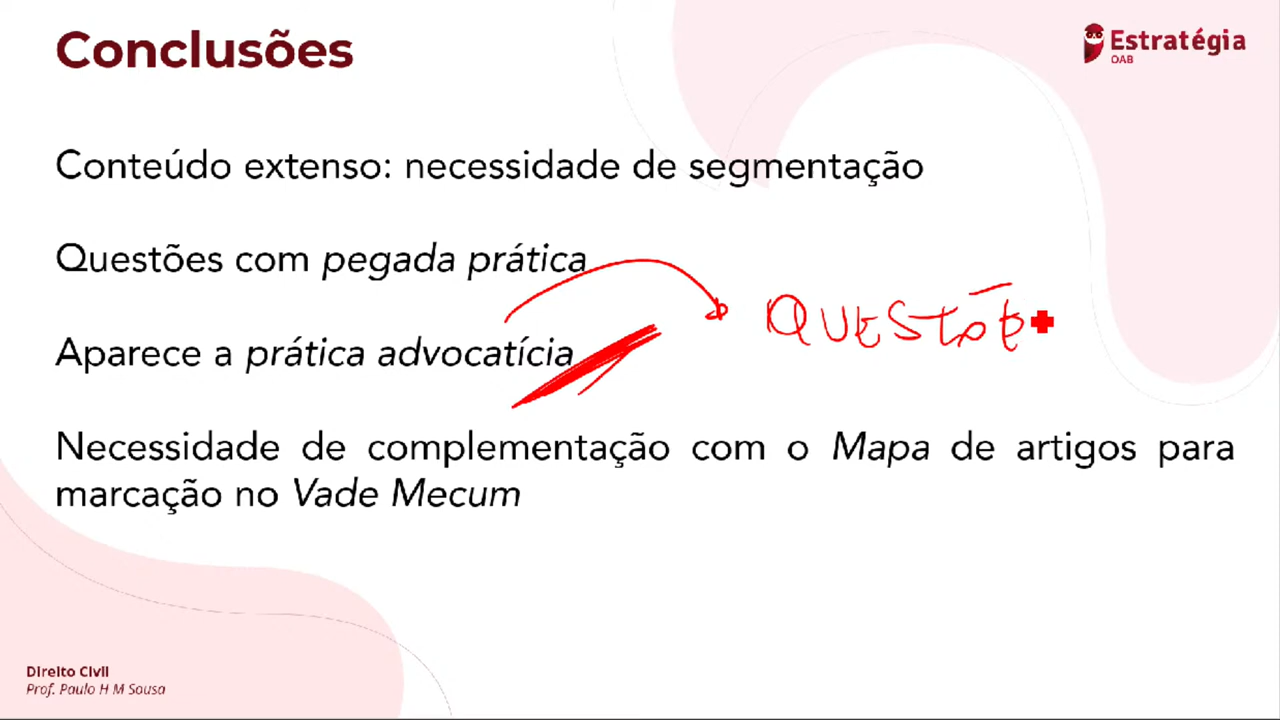 Conclusões
Estratégia
OAB
Conteúdo extenso: necessidade de segmentação
Questões com pegada prática
QUESTÕE
Aparece a prática advocatícia
Necessidade de complementação com o Mapa de artigos para
marcação no Vade Mecum
Direito Civil
Prof. Paulo H M Sousa